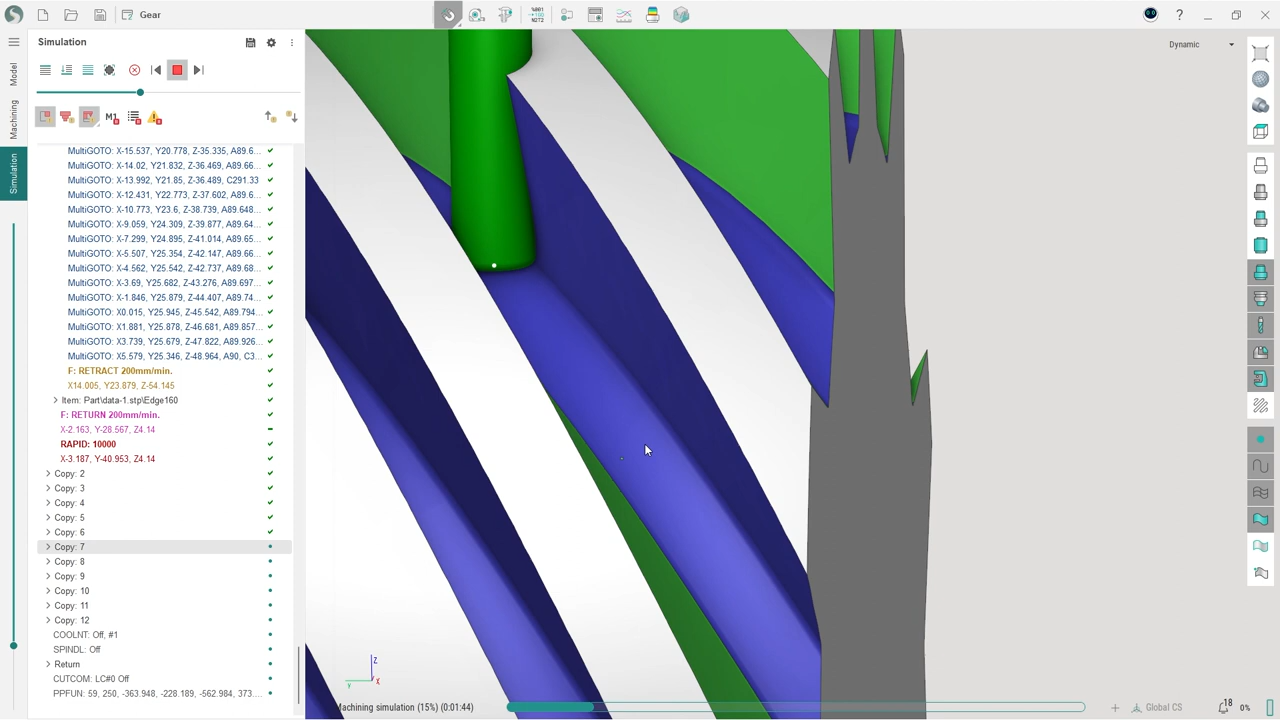 Gear
%001
N272
Simulation
Dynamic
Model
Machining
Simulation
MultiGOTO: X-15.537, Y20.778, Z-35.335, A89.6...
MultiGOTO: X-14.02, Y21.832, Z-36.469, A89.66...
MultiGOTO: X-13.992, Y21.85, Z-36.489, C291.33
MultiGOTO: X-12.431, Y22.773, Z-37.602, A89.6...
MultiGOTO: X-10.773, Y23.6, Z-38.739, A89.648...
MultiGOTO: X-9.059, Y24.309, Z-39.877, A89.64...
MultiGOTO: X-7.299, Y24.895, Z-41.014, A89.65...
MultiGOTO: X-5.507, Y25.354, Z-42.147, A89.66...
MultiGOTO: X-4.562, Y25.542, Z-42.737, A89.68...
MultiGOTO: X-3.69, Y25.682, Z-43.276, A89.697...
MultiGOTO: X-1.846, Y25.879, Z-44.407, A89.74...
MultiGOTO: X0.015, Y25.945, Z-45.542, A89.794...
MultiGOTO: X1.881, Y25.878, Z-46.681, A89.857...
MultiGOTO: X3.739, Y25.679, Z-47.822, A89.926...
MultiGOTO: X5.579, Y25.346, Z-48.964, A90, C3...
F: RETRACT 200mm/min.
X14.005, Y23.879, Z-54.145
Item: Part\data-1.stp\Edge160
F: RETURN 200mm/min.
X-2.163, Y-28.567, Z4.14
RAPID: 10000
X-3.187, Y-40.953, Z4.14
Copy: 2
Copy: 3
Copy: 4
Copy: 5
Copy: 6
Copy: 7
Copy: 8
Copy: 9
Copy: 10
Copy: 11
Copy: 12
COOLNT: Off, #1
SPINDL: Off
Return
CUTCOM: LC#0 Off
PPFUN: 59, 250, -363.948, -228.189, -562.984, 373....
Z
Y
X
Machining simulation (15%) (0:01:44)
Global CS
18
0%